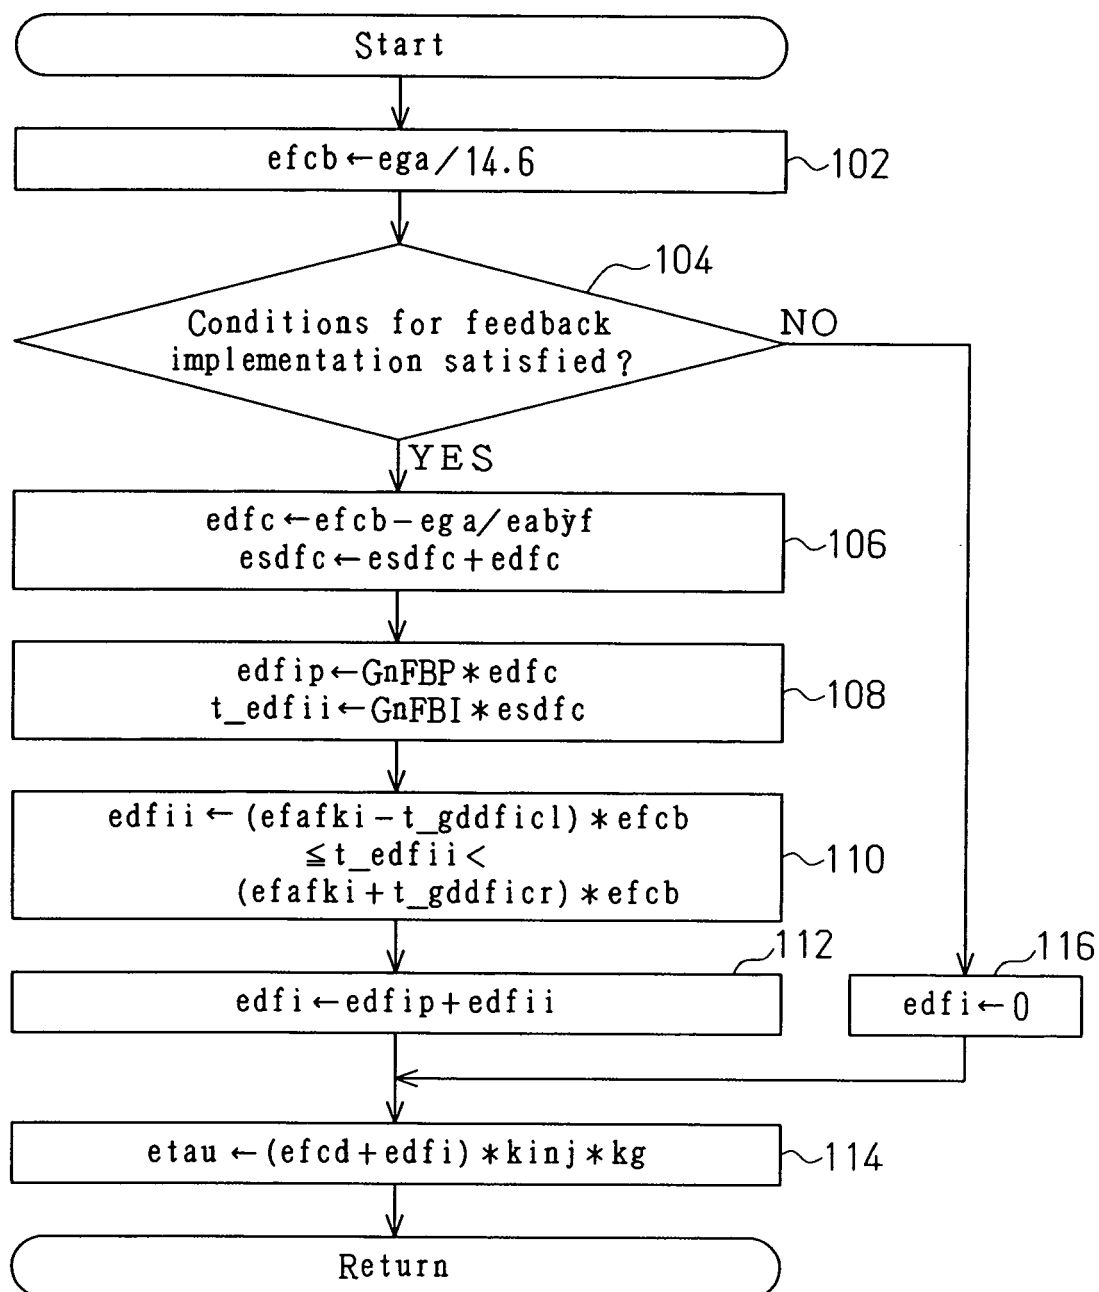 Start
efcb←ega/14.6
102
104
Conditions for feedback
implementation satisfied?
NO
YES
edfc←efcb-ega/eabỳf
esdfc←esdfc+edfc
106
edfip←GnFBP*edfc
t_edfii←GnFBI*esdfc
108
edfii←(efafki-t_gddficl)*efcb
≦t_edfii<
(efafki+t_gddficr)*efcb
110
112
edfi←edfip+edfii
116
edfi←0
etau←(efcd+edfi)*kinj*kg
114
Return